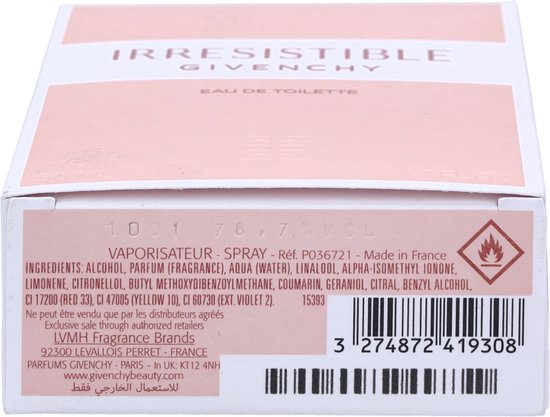 IRRESISTIBLE
GIVENCHY
EAU DE TOILETTE
1D01 78,7%VOL
VAPORISATEUR - SPRAY - Réf. P036721 - Made in France
INGREDIENTS: ALCOHOL, PARFUM (FRAGRANCE), AQUA (WATER), LINALOOL, ALPHA-ISOMETHYL IONONE,
LIMONENE, CITRONELLOL, BUTYL METHOXYDIBENZOYLMETHANE, COUMARIN, GERANIOL, CITRAL, BENZYL ALCOHOL,
CI 17200 (RED 33), CI 47005 (YELLOW 10), CI 60730 (EXT. VIOLET 2). 15393
Ne peut être vendu que par les distributeurs agréés
Exclusive sale through authorized retailers
LVMH Fragrance Brands
92300 LEVALLOIS PERRET - FRANCE
PARFUMS GIVENCHY - PARIS - In UK: KT12 4NH
www.givenchybeauty.com
للاستعمال الخارجي فقط
3 274872 419308